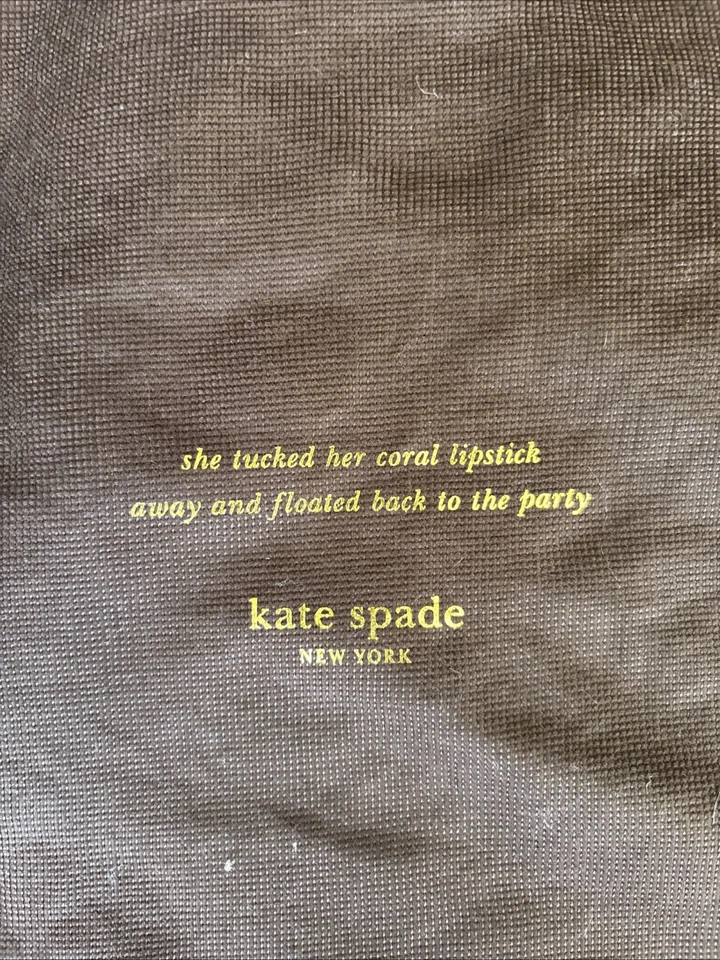 she tucked her coral lipstick
away and floated back to the party
kate spade
NEW YORK